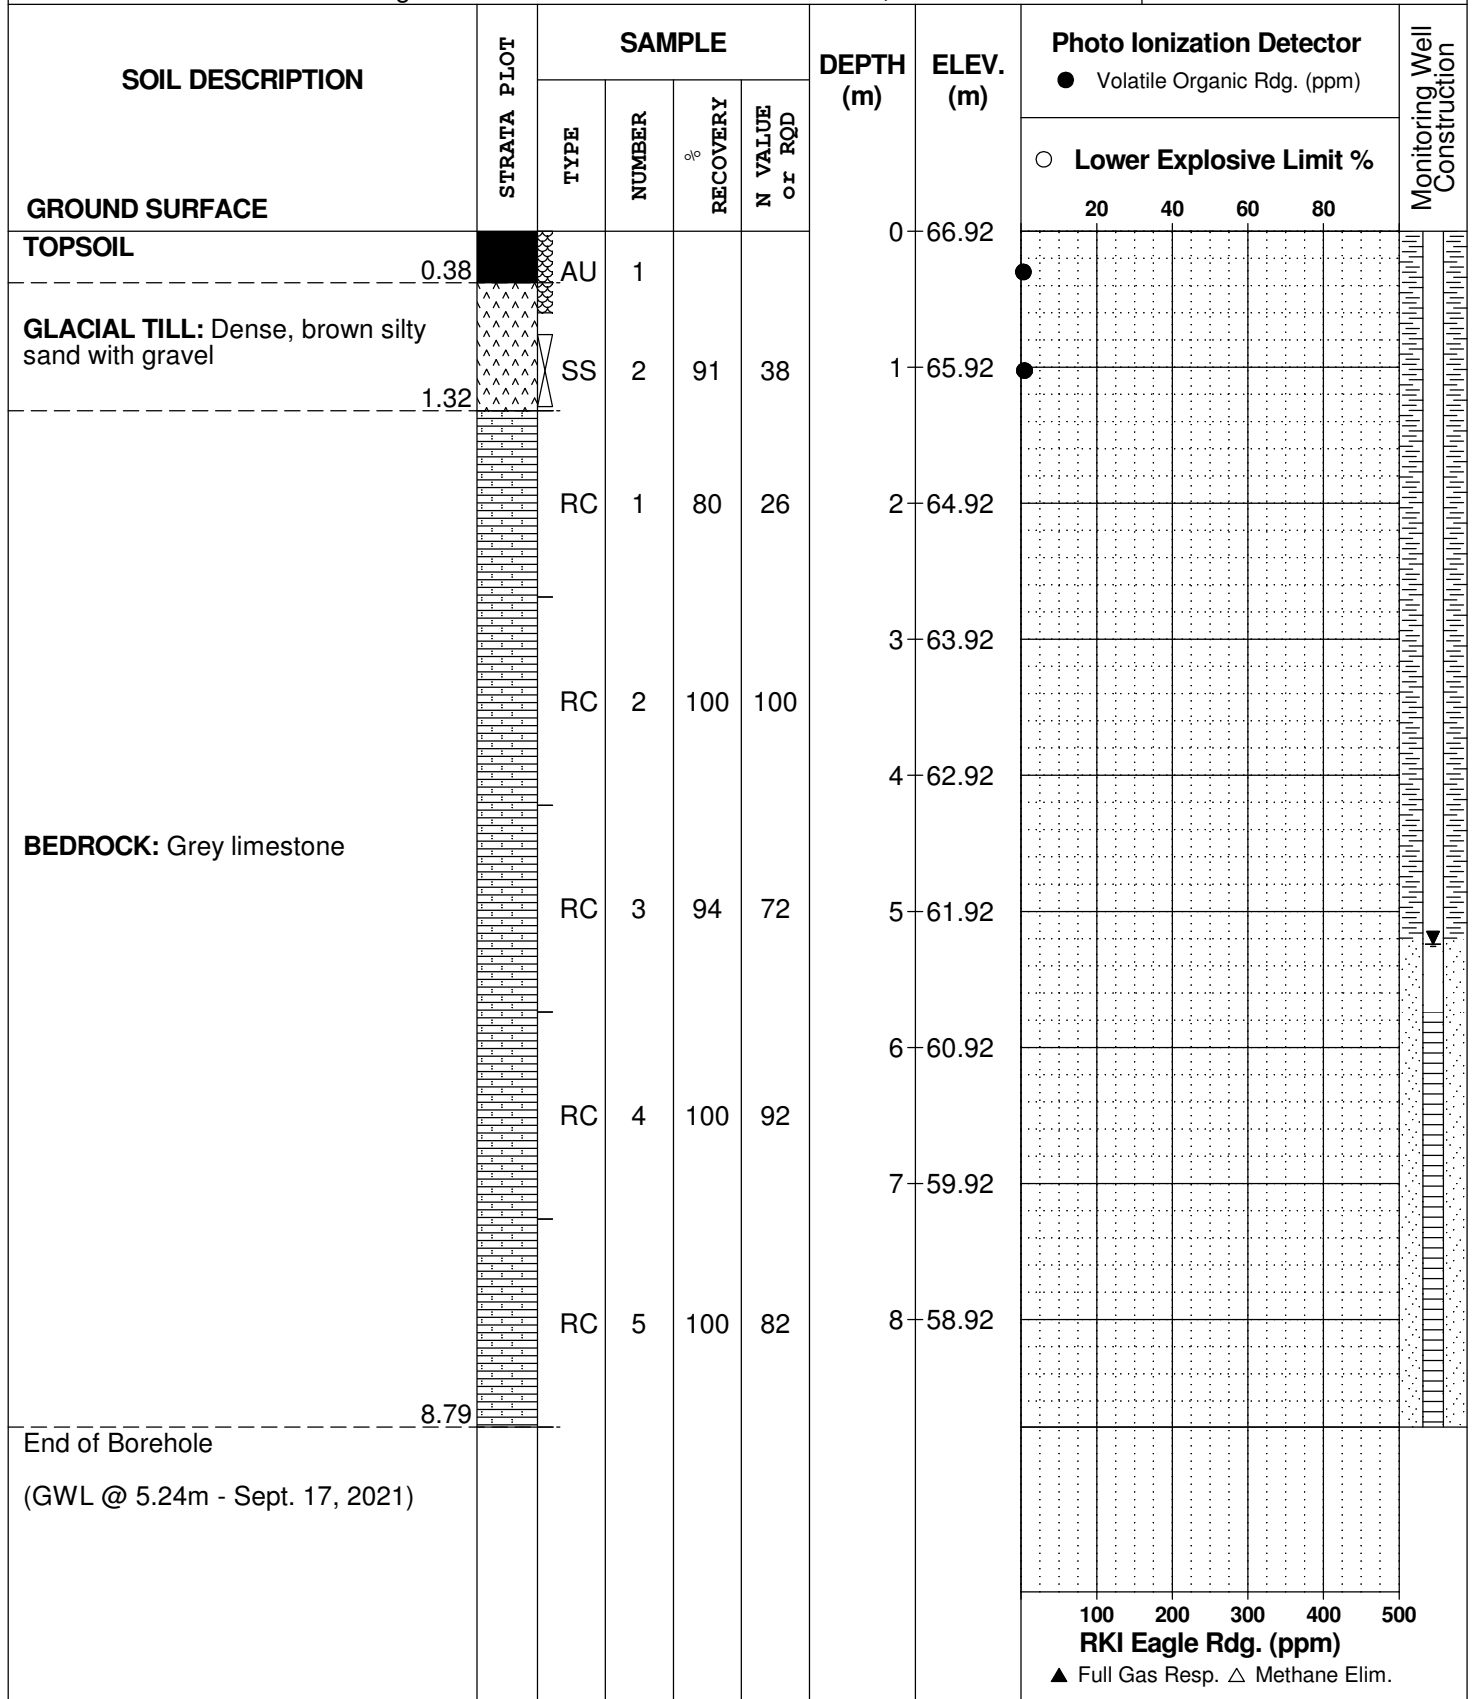 SOIL DESCRIPTION
GROUND SURFACE
STRATA PLOT
SAMPLE
TYPE
NUMBER
% RECOVERY
N VALUE or RQD
DEPTH (m)
ELEV. (m)
Photo Ionization Detector
● Volatile Organic Rdg. (ppm)
○ Lower Explosive Limit %
20 40 60 80
Monitoring Well Construction
0 66.92
TOPSOIL
0.38
AU 1
GLACIAL TILL: Dense, brown silty
sand with gravel
SS 2 91 38
1 65.92
1.32
RC 1 80 26
2 64.92
3 63.92
RC 2 100 100
4 62.92
BEDROCK: Grey limestone
RC 3 94 72
5 61.92
6 60.92
RC 4 100 92
7 59.92
RC 5 100 82
8 58.92
8.79
End of Borehole
(GWL @ 5.24m - Sept. 17, 2021)
100 200 300 400 500
RKI Eagle Rdg. (ppm)
▲ Full Gas Resp. △ Methane Elim.